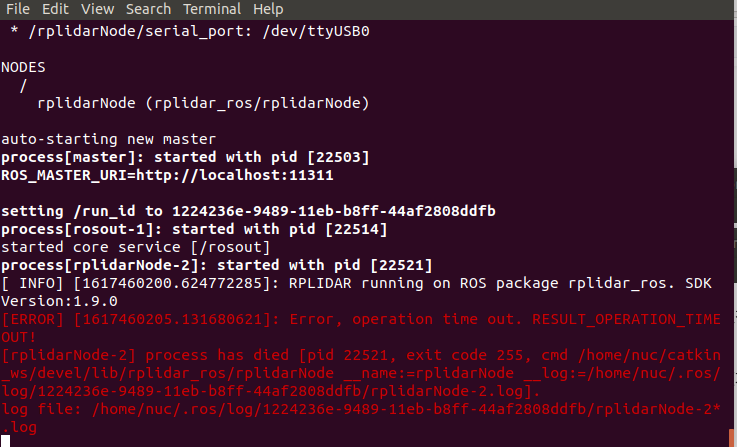 File Edit View Search Terminal Help
* /rplidarNode/serial_port: /dev/ttyUSB0
NODES
/
rplidarNode (rplidar_ros/rplidarNode)
auto-starting new master
process[master]: started with pid [22503]
ROS_MASTER_URI=http://localhost:11311
setting /run_id to 1224236e-9489-11eb-b8ff-44af2808ddfb
process[rosout-1]: started with pid [22514]
started core service [/rosout]
process[rplidarNode-2]: started with pid [22521]
[ INFO] [1617460200.624772285]: RPLIDAR running on ROS package rplidar_ros. SDK
Version:1.9.0
[ERROR] [1617460205.131680621]: Error, operation time out. RESULT_OPERATION_TIME
OUT!
[rplidarNode-2] process has died [pid 22521, exit code 255, cmd /home/nuc/catkin
_ws/devel/lib/rplidar_ros/rplidarNode __name:=rplidarNode __log:=/home/nuc/.ros/
log/1224236e-9489-11eb-b8ff-44af2808ddfb/rplidarNode-2.log].
log file: /home/nuc/.ros/log/1224236e-9489-11eb-b8ff-44af2808ddfb/rplidarNode-2*
.log